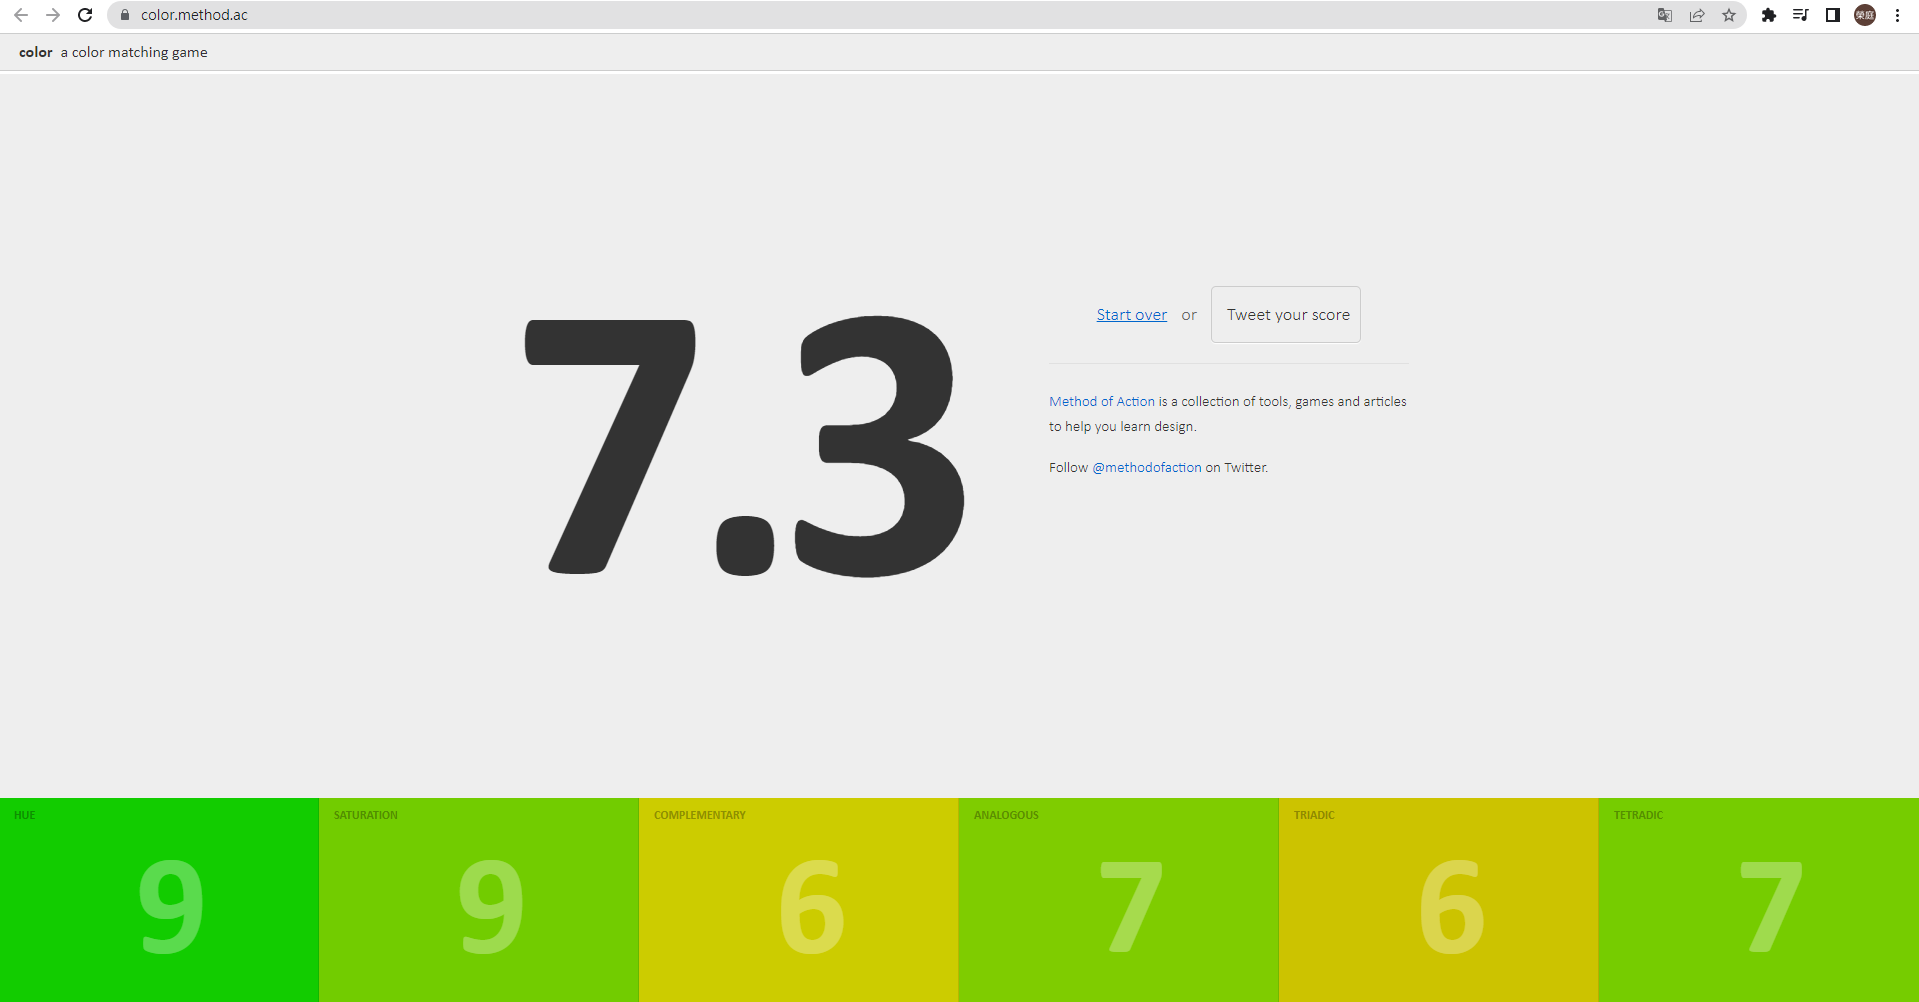 color.method.ac
榮庭
color a color matching game
7.3
Start over or Tweet your score
Method of Action is a collection of tools, games and articles
to help you learn design.
Follow @methodofaction on Twitter.
HUE
9
SATURATION
9
COMPLEMENTARY
6
ANALOGOUS
7
TRIADIC
6
TETRADIC
7